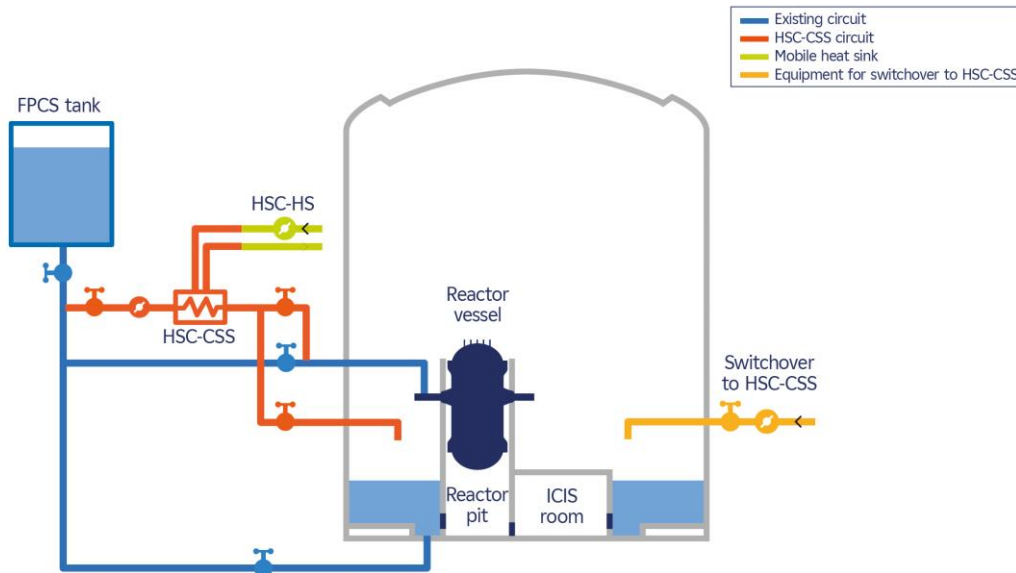 Existing circuit
HSC-CSS circuit
Mobile heat sink
Equipment for switchover to HSC-CSS
FPCS tank
HSC-HS
HSC-CSS
Reactor
vessel
Switchover
to HSC-CSS
Reactor
pit
ICIS
room